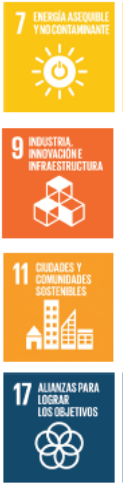 7 ENERGÍA ASEQUIBLE
Y NO CONTAMINANTE
9 INDUSTRIA,
INNOVACIÓN E
INFRAESTRUCTURA
11 CIUDADES Y
COMUNIDADES
SOSTENIBLES
17 ALIANZAS PARA
LOGRAR
LOS OBJETIVOS